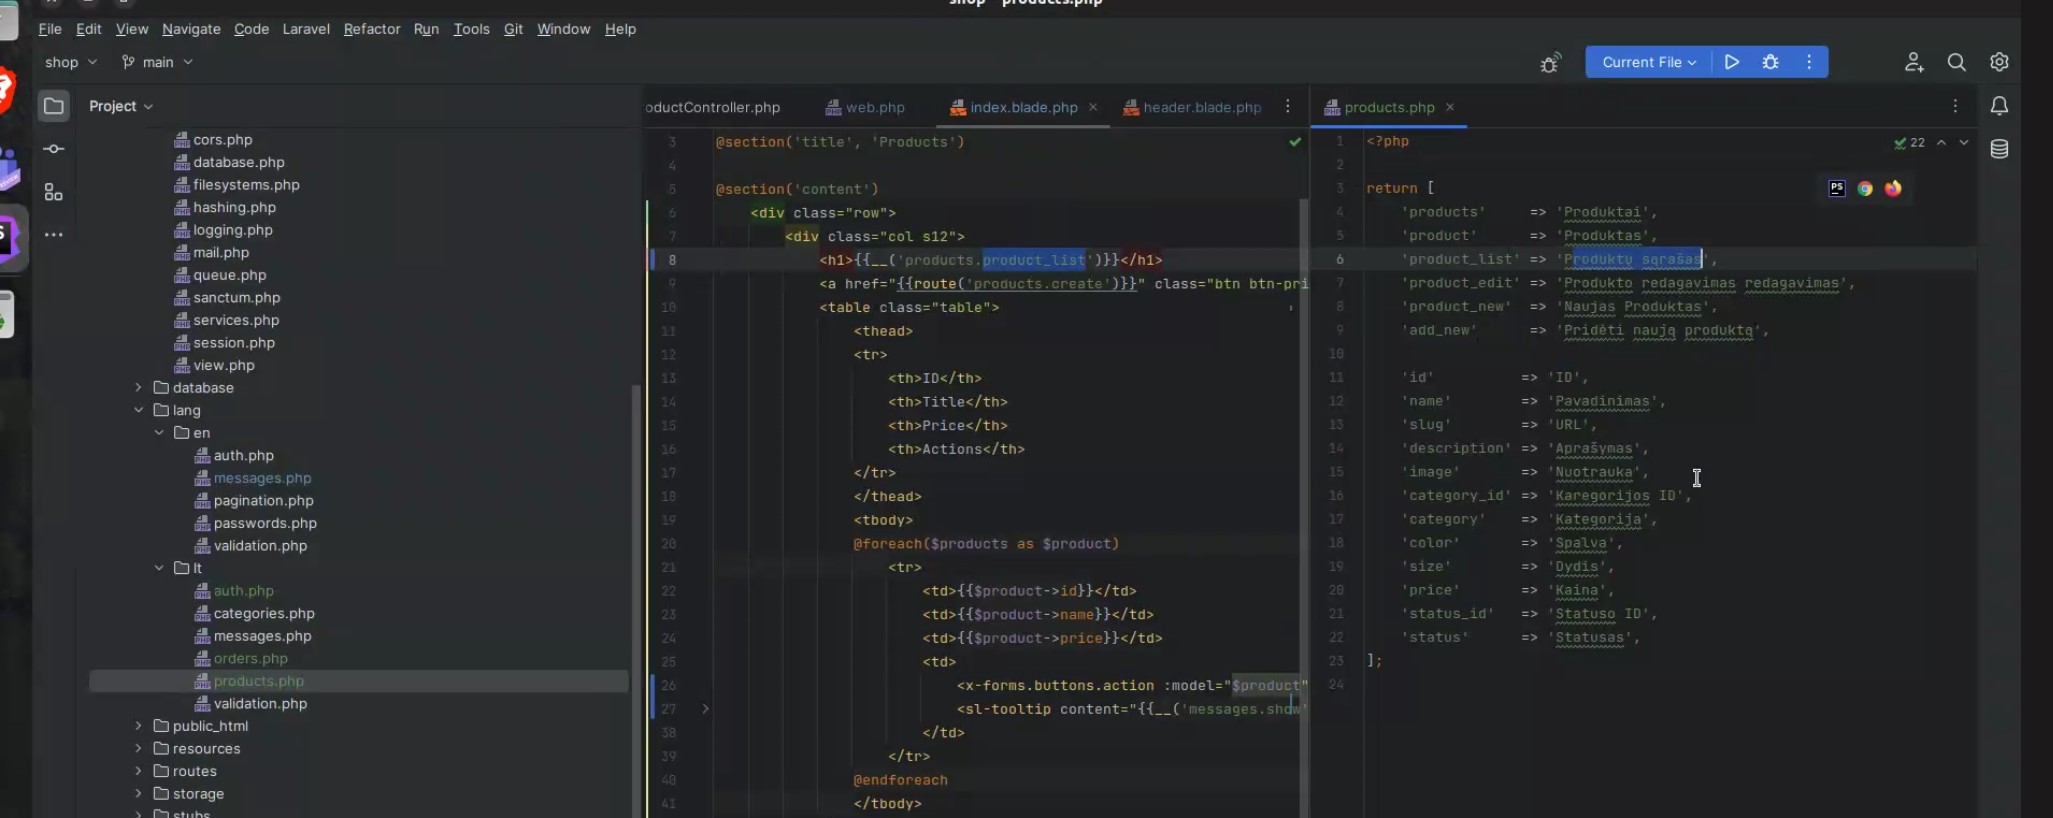 shop – products.php
File Edit View Navigate Code Laravel Refactor Run Tools Git Window Help
shop main
Current File
Project
cors.php
database.php
filesystems.php
hashing.php
logging.php
mail.php
queue.php
sanctum.php
services.php
session.php
view.php
database
lang
en
auth.php
messages.php
pagination.php
passwords.php
validation.php
lt
auth.php
categories.php
messages.php
orders.php
products.php
validation.php
public_html
resources
routes
storage
stubs
oductController.php web.php index.blade.php header.blade.php
3 @section('title', 'Products')
4
5 @section('content')
6 <div class="row">
7 <div class="col s12">
8 <h1>{{__('products.product_list')}}</h1>
9 <a href="{{route('products.create')}}" class="btn btn-pri
10 <table class="table">
11 <thead>
12 <tr>
13 <th>ID</th>
14 <th>Title</th>
15 <th>Price</th>
16 <th>Actions</th>
17 </tr>
18 </thead>
19 <tbody>
20 @foreach($products as $product)
21 <tr>
22 <td>{{$product->id}}</td>
23 <td>{{$product->name}}</td>
24 <td>{{$product->price}}</td>
25 <td>
26 <x-forms.buttons.action :model="$product"
27 <sl-tooltip content="{{__('messages.show'
38 </td>
39 </tr>
40 @endforeach
41 </tbody>
products.php
22
PS
1 <?php
2
3 return [
4 'products' => 'Produktai',
5 'product' => 'Produktas',
6 'product_list' => 'Produktų sąrašas',
7 'product_edit' => 'Produkto redagavimas redagavimas',
8 'product_new' => 'Naujas Produktas',
9 'add_new' => 'Pridėti naują produktą',
10
11 'id' => 'ID',
12 'name' => 'Pavadinimas',
13 'slug' => 'URL',
14 'description' => 'Aprašymas',
15 'image' => 'Nuotrauka',
16 'category_id' => 'Karegorijos ID',
17 'category' => 'Kategorija',
18 'color' => 'Spalva',
19 'size' => 'Dydis',
20 'price' => 'Kaina',
21 'status_id' => 'Statuso ID',
22 'status' => 'Statusas',
23 ];
24